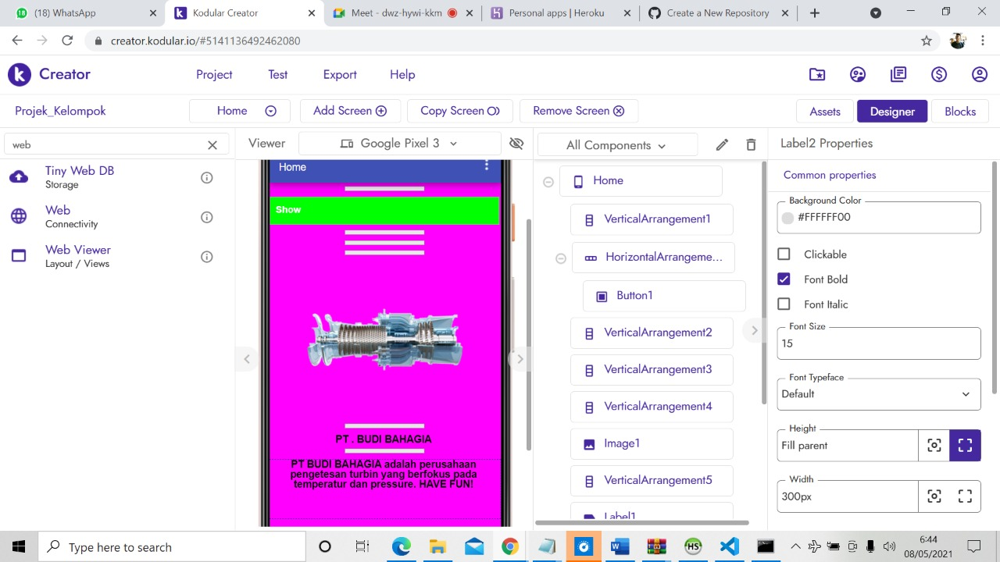 (18) WhatsApp
Kodular Creator
Meet - dwz-hywi-kkm
Personal apps | Heroku
Create a New Repository
creator.kodular.io/#5141136492462080
Creator
Project
Test
Export
Help
Projek_Kelompok
Home
Add Screen
Copy Screen
Remove Screen
Assets
Designer
Blocks
web
Viewer
Google Pixel 3
All Components
Label2 Properties
Tiny Web DB
Storage
Web
Connectivity
Web Viewer
Layout / Views
Home
Show
PT . BUDI BAHAGIA
PT BUDI BAHAGIA adalah perusahaan
pengetesan turbin yang berfokus pada
temperatur dan pressure. HAVE FUN!
Home
VerticalArrangement1
HorizontalArrangeme...
Button1
VerticalArrangement2
VerticalArrangement3
VerticalArrangement4
Image1
VerticalArrangement5
Label1
Common properties
Background Color
#FFFFFF00
Clickable
Font Bold
Font Italic
Font Size
15
Font Typeface
Default
Height
Fill parent
Width
300px
Type here to search
HS
6:44
08/05/2021